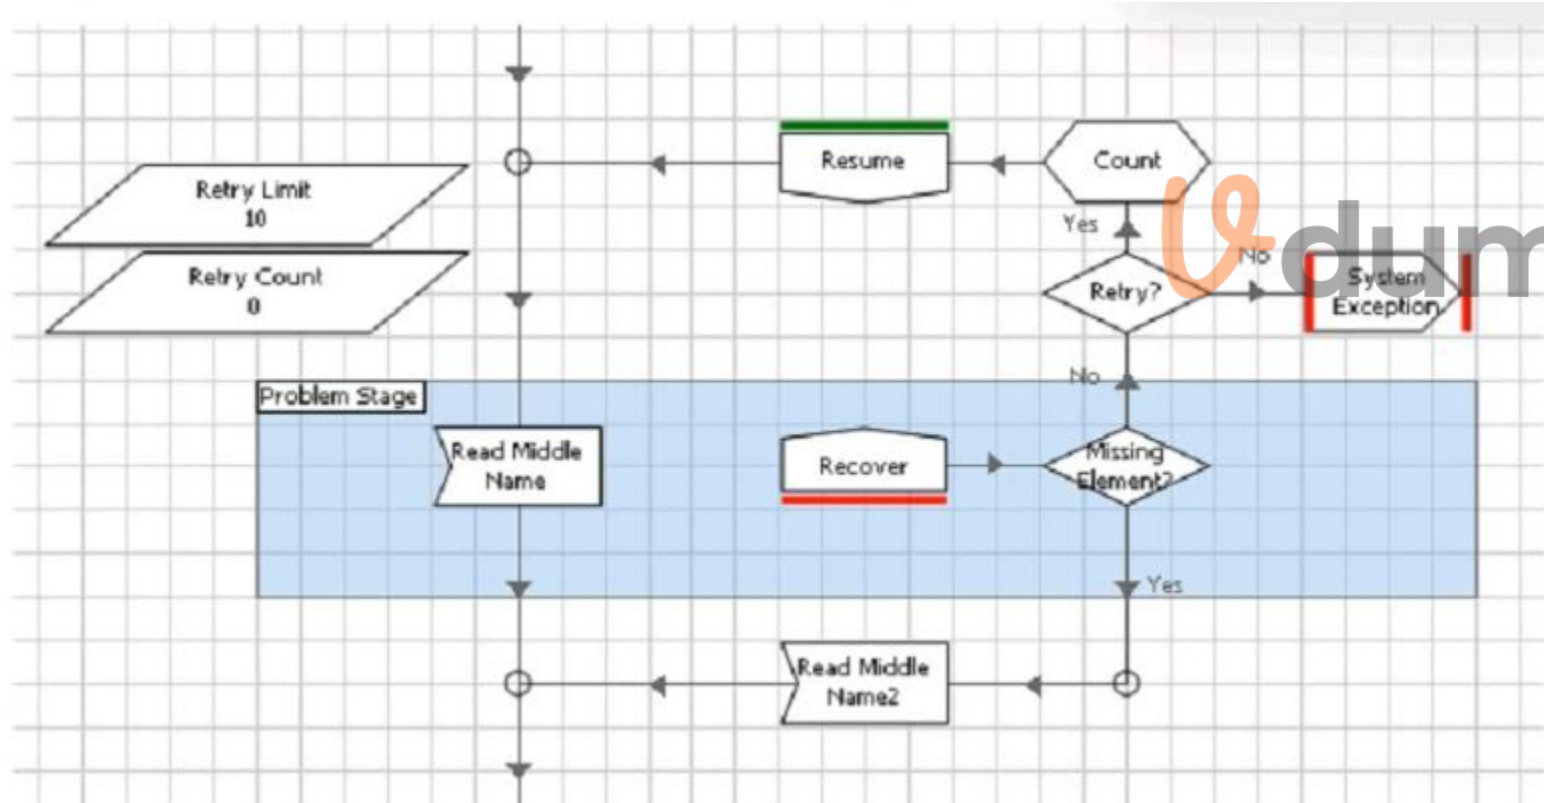 Resume
Count
Retry Limit
10
Retry Count
0
Yes
No
Retry?
System
Exception
No
Problem Stage
Read Middle
Name
Recover
Missing
Element?
Yes
Read Middle
Name2
dum